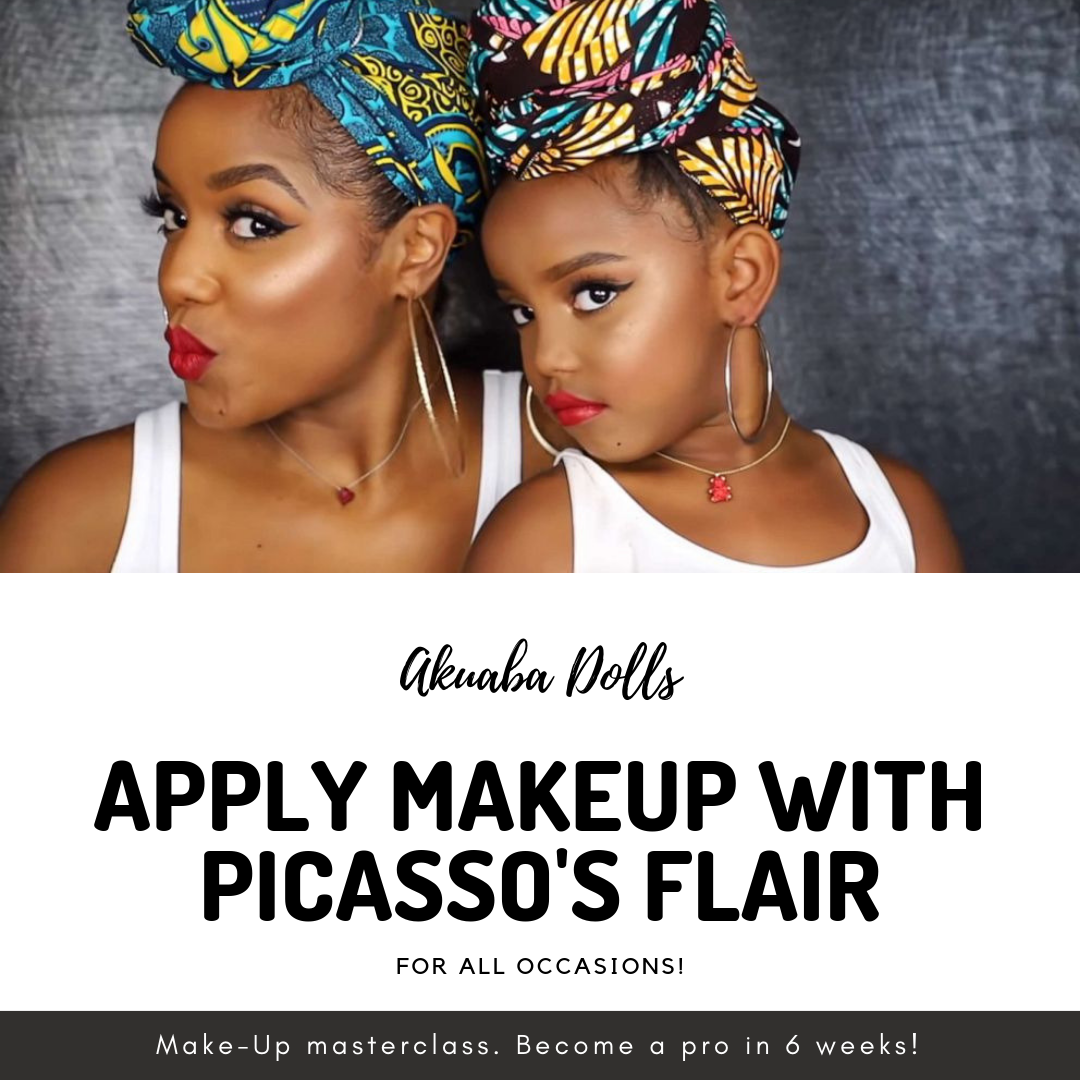 Akuaba Dolls
APPLY MAKEUP WITH
PICASSO'S FLAIR
FOR ALL OCCASIONS!
Make-Up masterclass. Become a pro in 6 weeks!